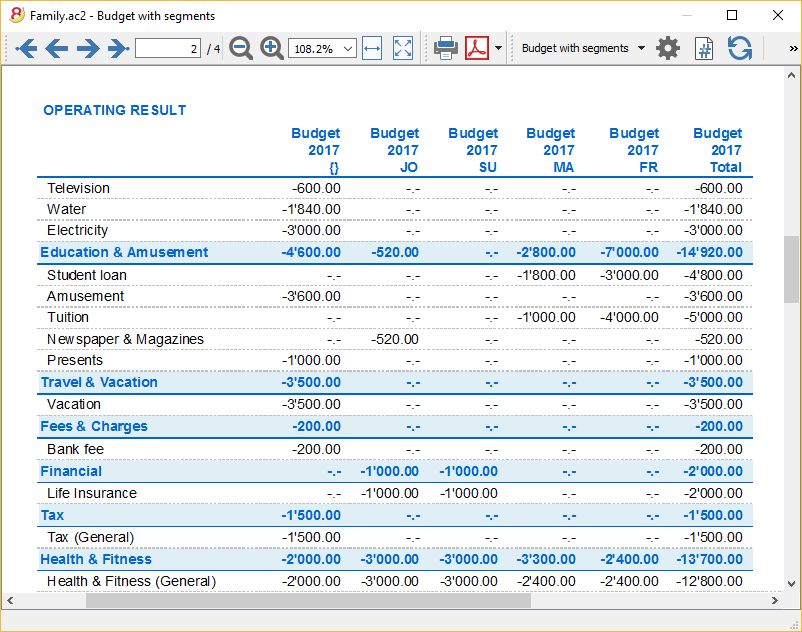 Family.ac2 - Budget with segments
2 / 4 108.2% Budget with segments # »
OPERATING RESULT
Budget Budget Budget Budget Budget Budget
2017 2017 2017 2017 2017 2017
{} JO SU MA FR Total
Television -600.00 -.- -.- -.- -.- -600.00
Water -1'840.00 -.- -.- -.- -.- -1'840.00
Electricity -3'000.00 -.- -.- -.- -.- -3'000.00
Education & Amusement -4'600.00 -520.00 -.- -2'800.00 -7'000.00 -14'920.00
Student loan -.- -.- -.- -1'800.00 -3'000.00 -4'800.00
Amusement -3'600.00 -.- -.- -.- -.- -3'600.00
Tuition -.- -.- -.- -1'000.00 -4'000.00 -5'000.00
Newspaper & Magazines -.- -520.00 -.- -.- -.- -520.00
Presents -1'000.00 -.- -.- -.- -.- -1'000.00
Travel & Vacation -3'500.00 -.- -.- -.- -.- -3'500.00
Vacation -3'500.00 -.- -.- -.- -.- -3'500.00
Fees & Charges -200.00 -.- -.- -.- -.- -200.00
Bank fee -200.00 -.- -.- -.- -.- -200.00
Financial -.- -1'000.00 -1'000.00 -.- -.- -2'000.00
Life Insurance -.- -1'000.00 -1'000.00 -.- -.- -2'000.00
Tax -1'500.00 -.- -.- -.- -.- -1'500.00
Tax (General) -1'500.00 -.- -.- -.- -.- -1'500.00
Health & Fitness -2'000.00 -3'000.00 -3'000.00 -3'300.00 -2'400.00 -13'700.00
Health & Fitness (General) -2'000.00 -3'000.00 -3'000.00 -2'400.00 -2'400.00 -12'800.00